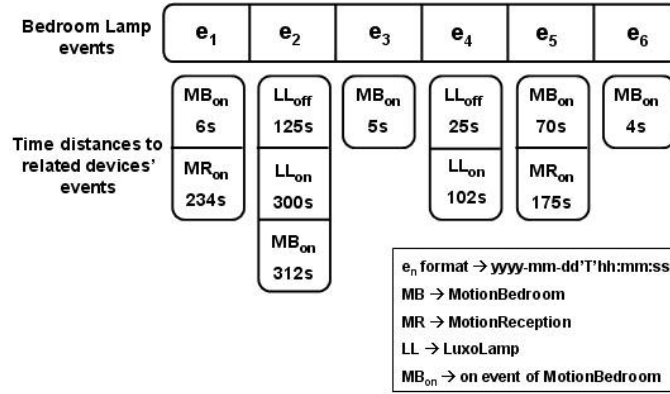 Bedroom Lamp
events
e1 e2 e3 e4 e5 e6
Time distances to
related devices'
events
MBon
6s
MRon
234s
LLoff
125s
LLon
300s
MBon
312s
MBon
5s
LLoff
25s
LLon
102s
MBon
70s
MRon
175s
MBon
4s
en format → yyyy-mm-dd'T'hh:mm:ss
MB → MotionBedroom
MR → MotionReception
LL → LuxoLamp
MBon → on event of MotionBedroom